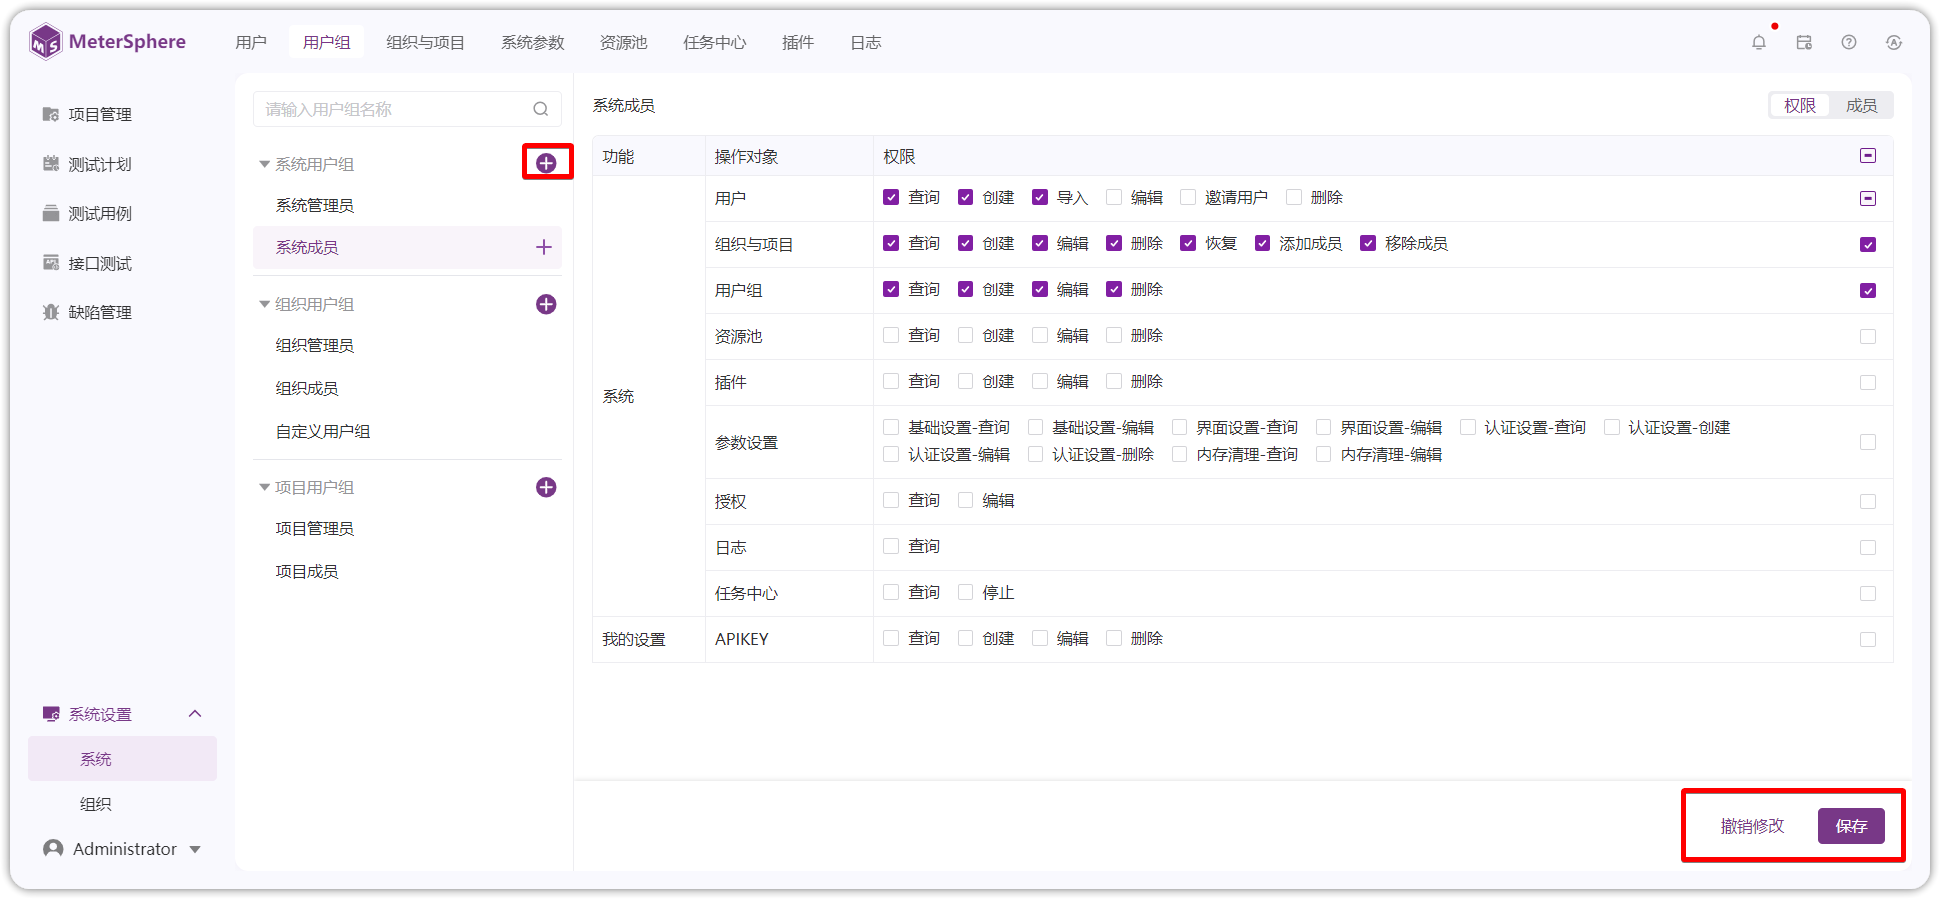 MeterSphere
用户 用户组 组织与项目 系统参数 资源池 任务中心 插件 日志
项目管理
测试计划
测试用例
接口测试
缺陷管理
系统设置
系统
组织
Administrator
请输入用户组名称
系统用户组
系统管理员
系统成员
组织用户组
组织管理员
组织成员
自定义用户组
项目用户组
项目管理员
项目成员
系统成员 权限 成员
功能 操作对象 权限
系统
用户 查询 创建 导入 编辑 邀请用户 删除
组织与项目 查询 创建 编辑 删除 恢复 添加成员 移除成员
用户组 查询 创建 编辑 删除
资源池 查询 创建 编辑 删除
插件 查询 创建 编辑 删除
参数设置 基础设置-查询 基础设置-编辑 界面设置-查询 界面设置-编辑 认证设置-查询 认证设置-创建
认证设置-编辑 认证设置-删除 内存清理-查询 内存清理-编辑
授权 查询 编辑
日志 查询
任务中心 查询 停止
我的设置 APIKEY 查询 创建 编辑 删除
撤销修改 保存